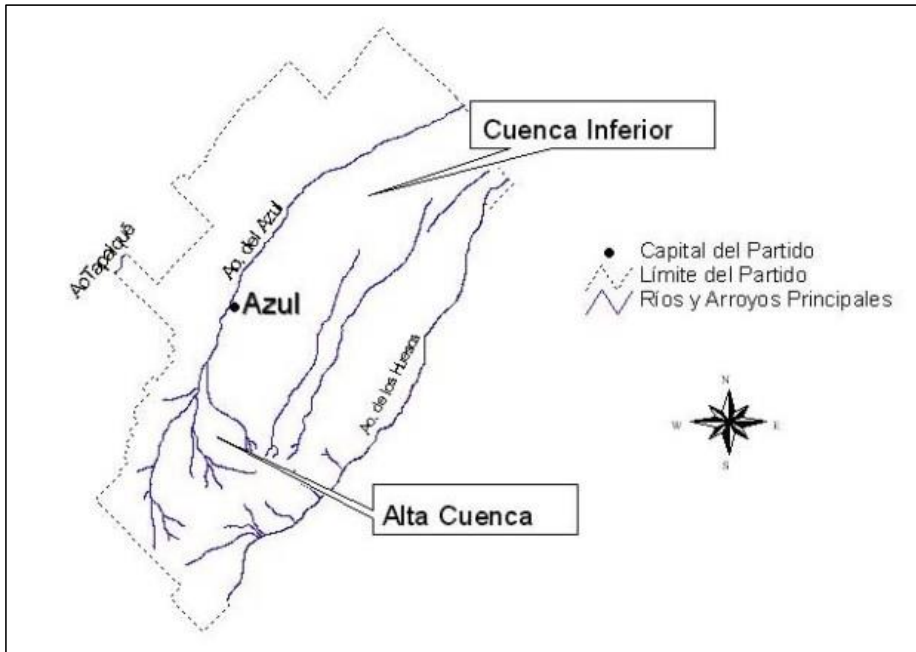 Cuenca Inferior
Ao. del Azul
AoTapalquè
Azul
Capital del Partido
Límite del Partido
Ríos y Arroyos Principales
Ao. de los Huesos
N
W
E
S
Alta Cuenca